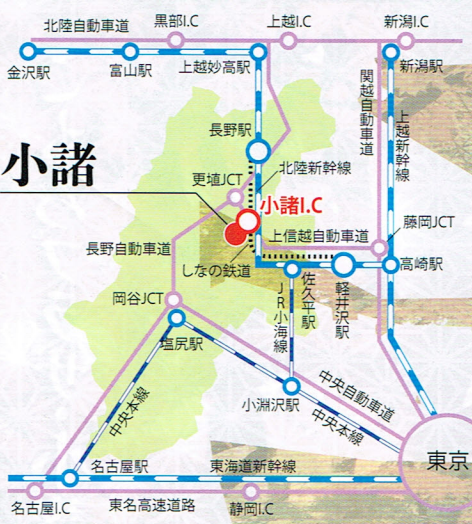 黒部I.C
上越I.C
新潟I.C
北陸自動車道
金沢駅
富山駅
上越妙高駅
新潟駅
関越自動車道
上越新幹線
長野駅
北陸新幹線
更埴JCT
小諸
小諸I.C
藤岡JCT
上信越自動車道
長野自動車道
しなの鉄道
高崎駅
軽井沢駅
佐久平駅
JR小海線
岡谷JCT
塩尻駅
中央自動車道
小淵沢駅
中央本線
中央本線
東京
名古屋駅
東海道新幹線
名古屋I.C
東名高速道路
静岡I.C